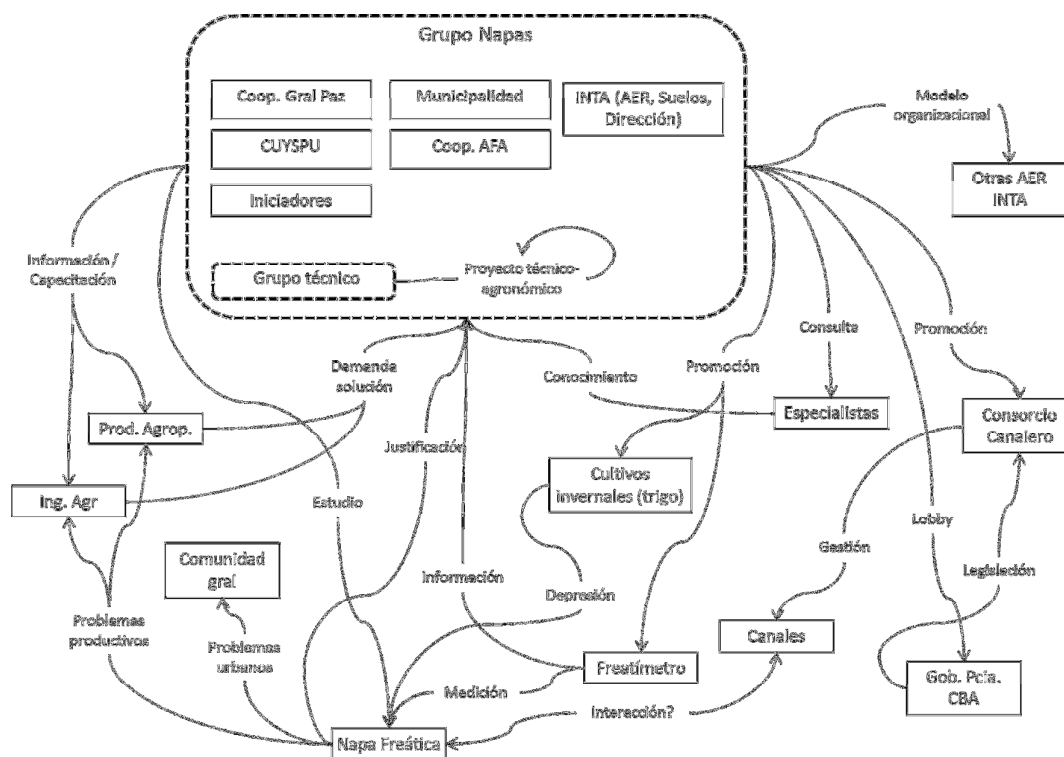 Grupo Napas
Coop. Gral Paz
Municipalidad
INTA (AER, Suelos,
Dirección)
CUYSPU
Coop. AFA
Iniciadores
Grupo técnico
Proyecto técnico-
agronómico
Modelo
organizacional
Otras AER
INTA
Información /
Capacitación
Demanda
solución
Conocimiento
Promoción
Consulta
Promoción
Prod. Agrop.
Justificación
Especialistas
Consorcio
Canalero
Ing. Agr
Estudio
Cultivos
invernales (trigo)
Lobby
Comunidad
gral
Información
Depresión
Gestión
Legislación
Problemas
productivos
Problemas
urbanos
Canales
Medición
Freatímetro
Gob. Pcia.
CBA
Interacción?
Napa Freática